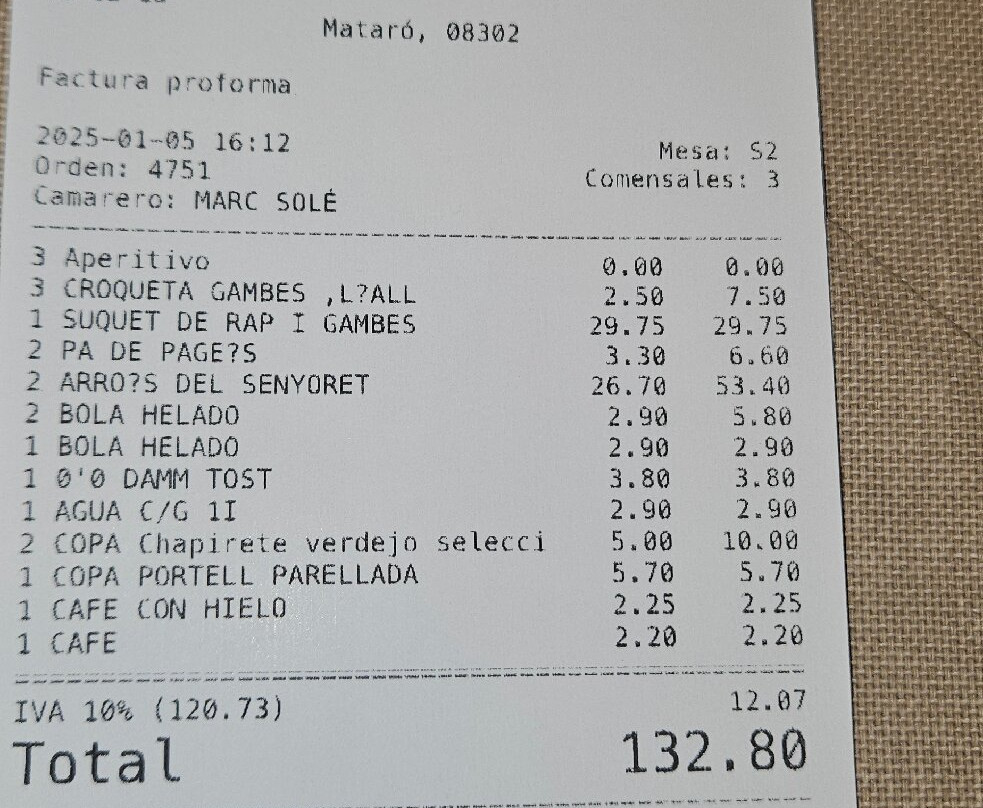 Mataró, 08302
Factura proforma
2025-01-05 16:12
Mesa: S2
Orden: 4751
Comensales: 3
Camarero: MARC SOLÉ
3 Aperitivo 0.00 0.00
3 CROQUETA GAMBES ,L?ALL 2.50 7.50
1 SUQUET DE RAP I GAMBES 29.75 29.75
2 PA DE PAGE?S 3.30 6.60
2 ARRO?S DEL SENYORET 26.70 53.40
2 BOLA HELADO 2.90 5.80
1 BOLA HELADO 2.90 2.90
1 0'0 DAMM TOST 3.80 3.80
1 AGUA C/G 1I 2.90 2.90
2 COPA Chapirete verdejo selecci 5.00 10.00
1 COPA PORTELL PARELLADA 5.70 5.70
1 CAFE CON HIELO 2.25 2.25
1 CAFE 2.20 2.20
IVA 10% (120.73) 12.07
Total 132.80